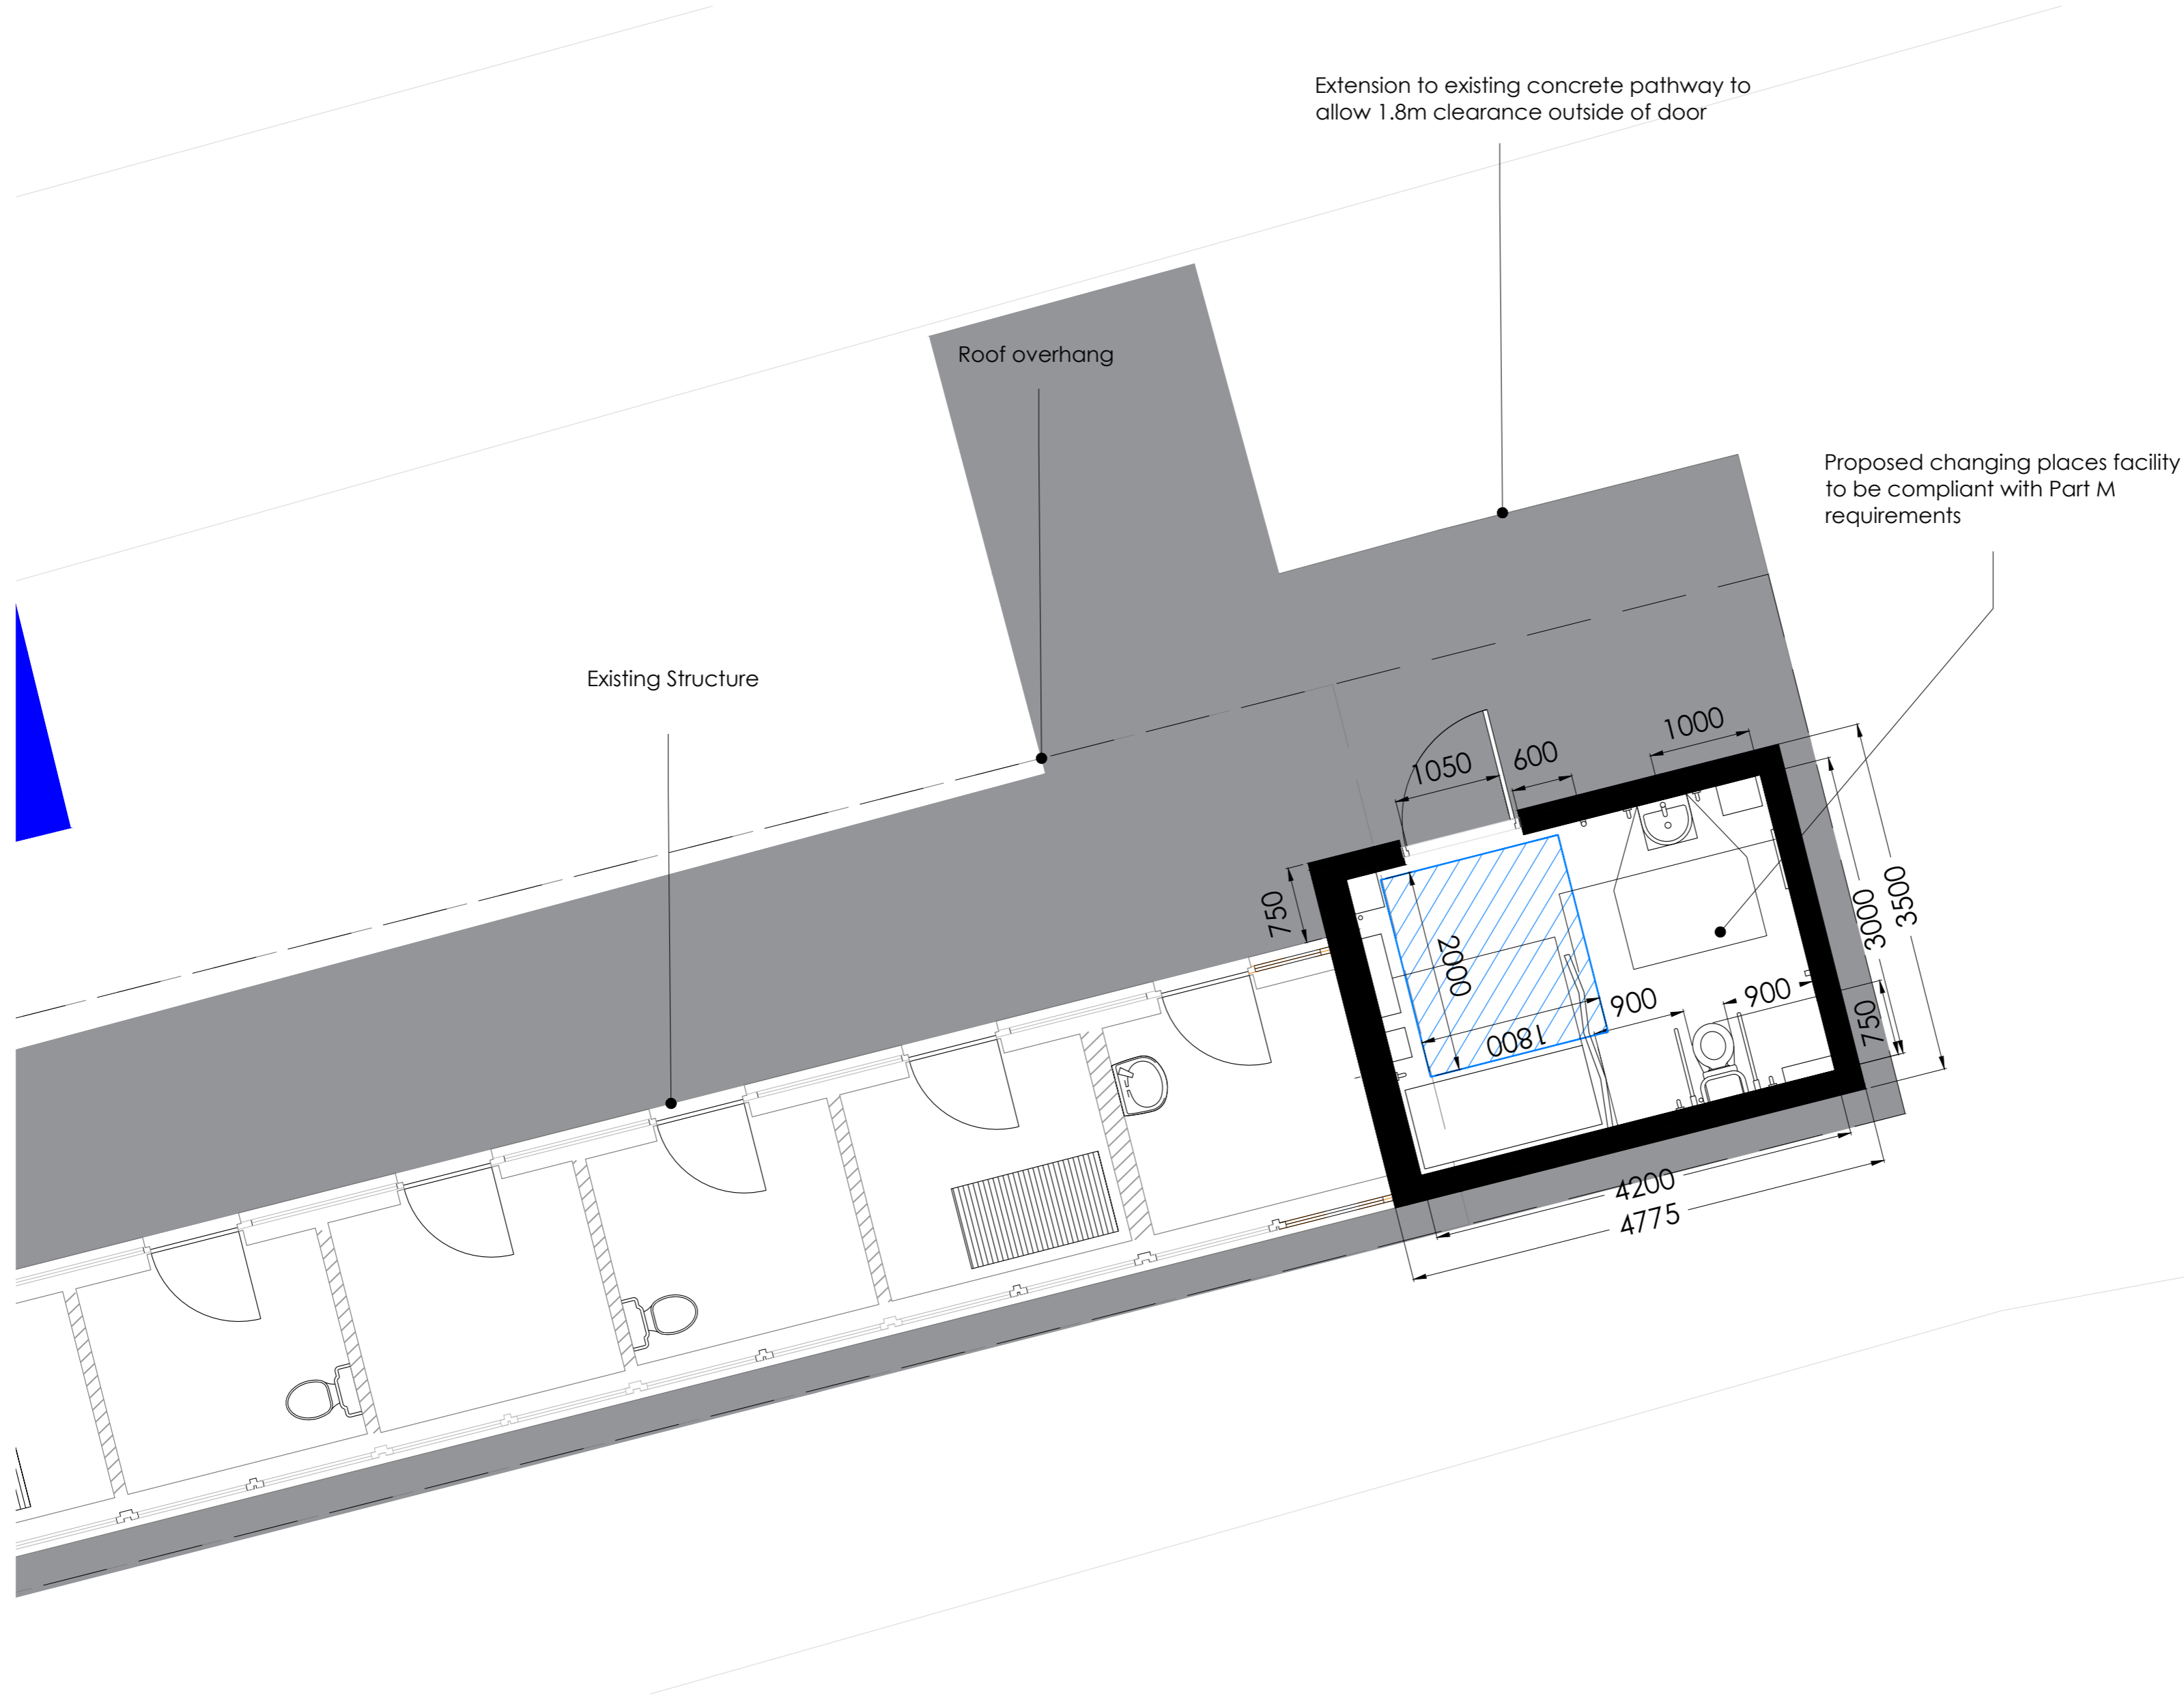 Extension to existing concrete pathway to
allow 1.8m clearance outside of door
Roof overhang
Proposed changing places facility
to be compliant with Part M
requirements
Existing Structure
1000
600
1050
750
3500
3000
2000
900
900
750
1800
4200
4775